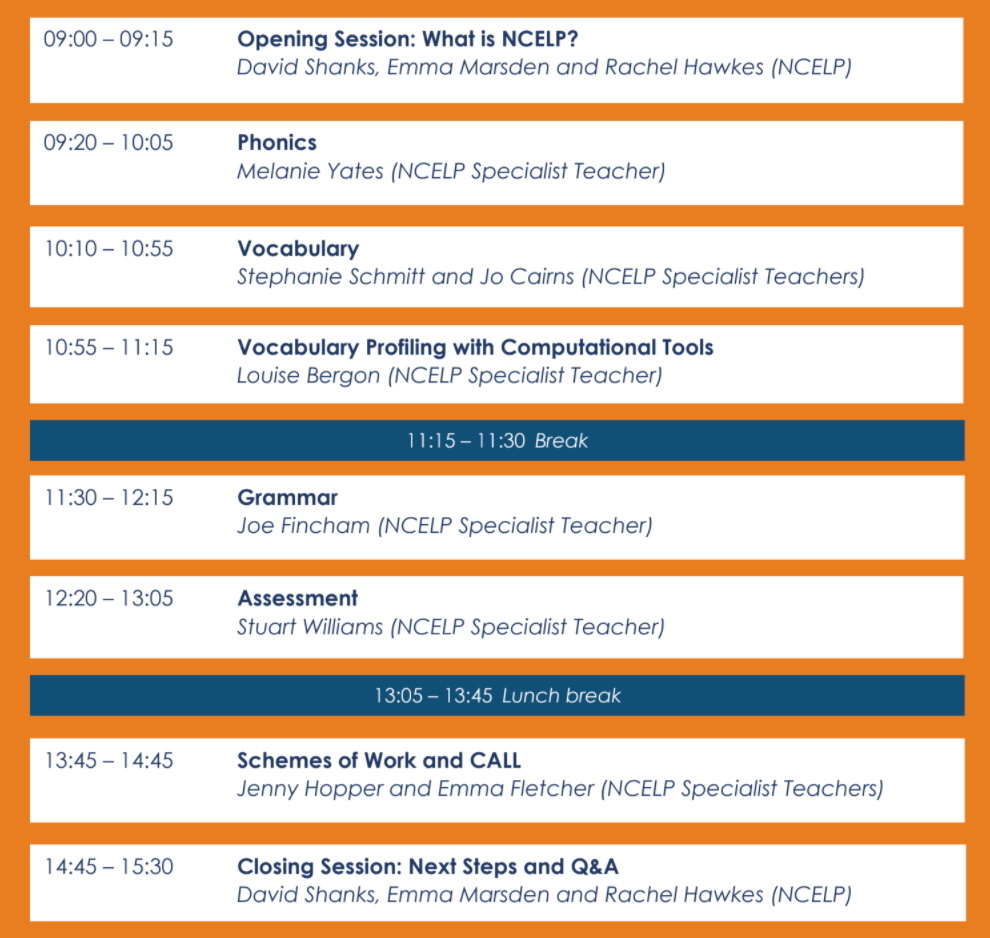 09:00 – 09:15 Opening Session: What is NCELP?
David Shanks, Emma Marsden and Rachel Hawkes (NCELP)
09:20 – 10:05 Phonics
Melanie Yates (NCELP Specialist Teacher)
10:10 – 10:55 Vocabulary
Stephanie Schmitt and Jo Cairns (NCELP Specialist Teachers)
10:55 – 11:15 Vocabulary Profiling with Computational Tools
Louise Bergon (NCELP Specialist Teacher)
11:15 – 11:30 Break
11:30 – 12:15 Grammar
Joe Fincham (NCELP Specialist Teacher)
12:20 – 13:05 Assessment
Stuart Williams (NCELP Specialist Teacher)
13:05 – 13:45 Lunch break
13:45 – 14:45 Schemes of Work and CALL
Jenny Hopper and Emma Fletcher (NCELP Specialist Teachers)
14:45 – 15:30 Closing Session: Next Steps and Q&A
David Shanks, Emma Marsden and Rachel Hawkes (NCELP)